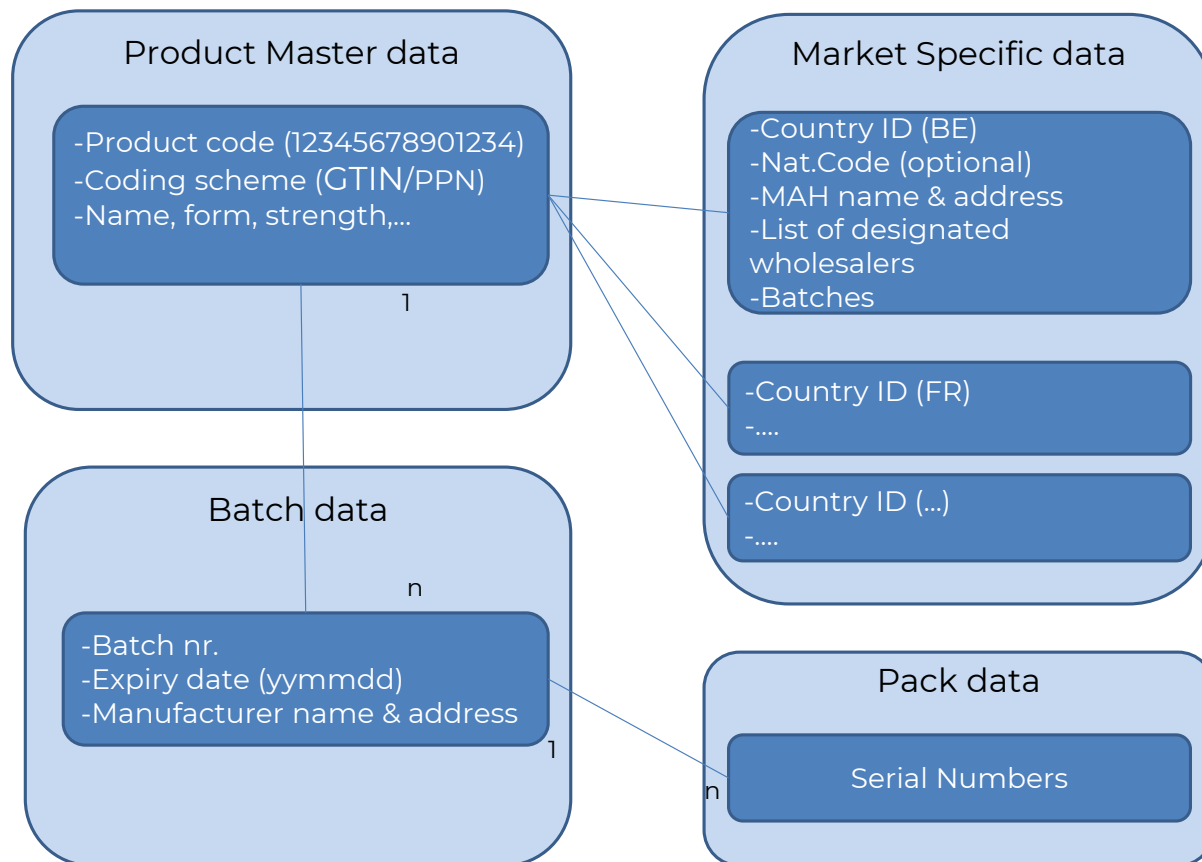 Product Master data
-Product code (12345678901234)
-Coding scheme (GTIN/PPN)
-Name, form, strength,...
1
Market Specific data
-Country ID (BE)
-Nat.Code (optional)
-MAH name & address
-List of designated
wholesalers
-Batches
-Country ID (FR)
-....
-Country ID (...)
-....
Batch data
n
-Batch nr.
-Expiry date (yymmdd)
-Manufacturer name & address
1
Pack data
n
Serial Numbers